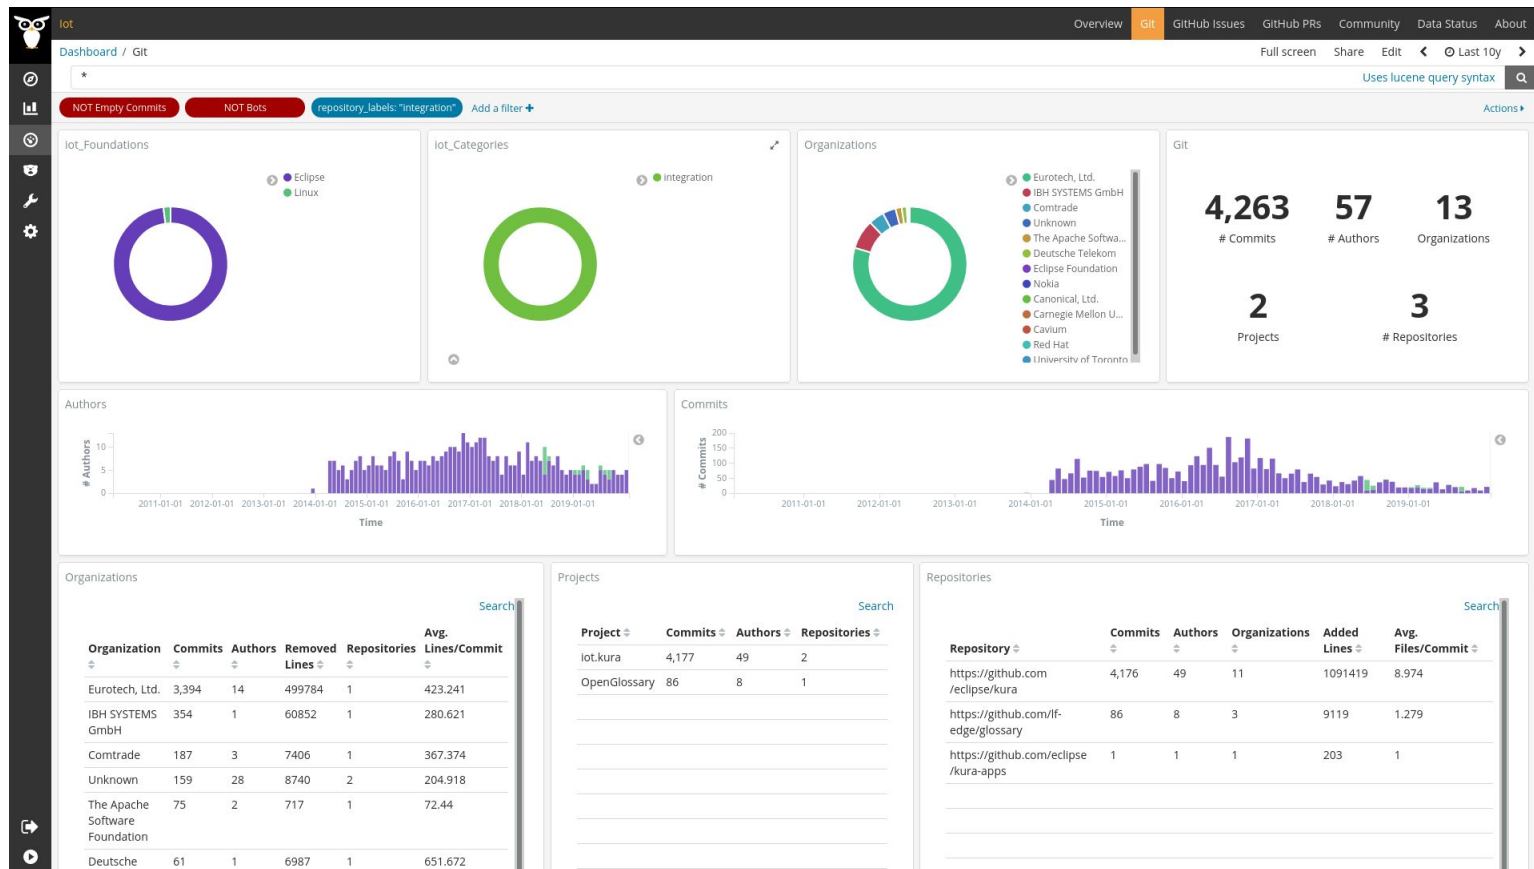 Iot
Overview Git GitHub Issues GitHub PRs Community Data Status About
Dashboard / Git
Full screen Share Edit Last 10y
*
Uses lucene query syntax
NOT Empty Commits NOT Bots repository_labels: "integration" Add a filter +
Actions
iot_Foundations
Eclipse
Linux
iot_Categories
integration
Organizations
Eurotech, Ltd.
IBH SYSTEMS GmbH
Comtrade
Unknown
The Apache Softwa...
Deutsche Telekom
Eclipse Foundation
Nokia
Canonical, Ltd.
Carnegie Mellon U...
Cavium
Red Hat
University of Toronto
Git
4,263 57 13
# Commits # Authors Organizations
2 3
Projects # Repositories
Authors
# Authors
10
5
0
2011-01-01 2012-01-01 2013-01-01 2014-01-01 2015-01-01 2016-01-01 2017-01-01 2018-01-01 2019-01-01
Time
Commits
# Commits
200
150
100
50
0
2011-01-01 2012-01-01 2013-01-01 2014-01-01 2015-01-01 2016-01-01 2017-01-01 2018-01-01 2019-01-01
Time
Organizations
Search
Organization Commits Authors Removed Lines Repositories Avg. Lines/Commit
Eurotech, Ltd. 3,394 14 499784 1 423.241
IBH SYSTEMS GmbH 354 1 60852 1 280.621
Comtrade 187 3 7406 1 367.374
Unknown 159 28 8740 2 204.918
The Apache Software Foundation 75 2 717 1 72.44
Deutsche 61 1 6987 1 651.672
Projects
Search
Project Commits Authors Repositories
iot.kura 4,177 49 2
OpenGlossary 86 8 1
Repositories
Search
Repository Commits Authors Organizations Added Lines Avg. Files/Commit
https://github.com/eclipse/kura 4,176 49 11 1091419 8.974
https://github.com/lf-edge/glossary 86 8 3 9119 1.279
https://github.com/eclipse/kura-apps 1 1 1 203 1